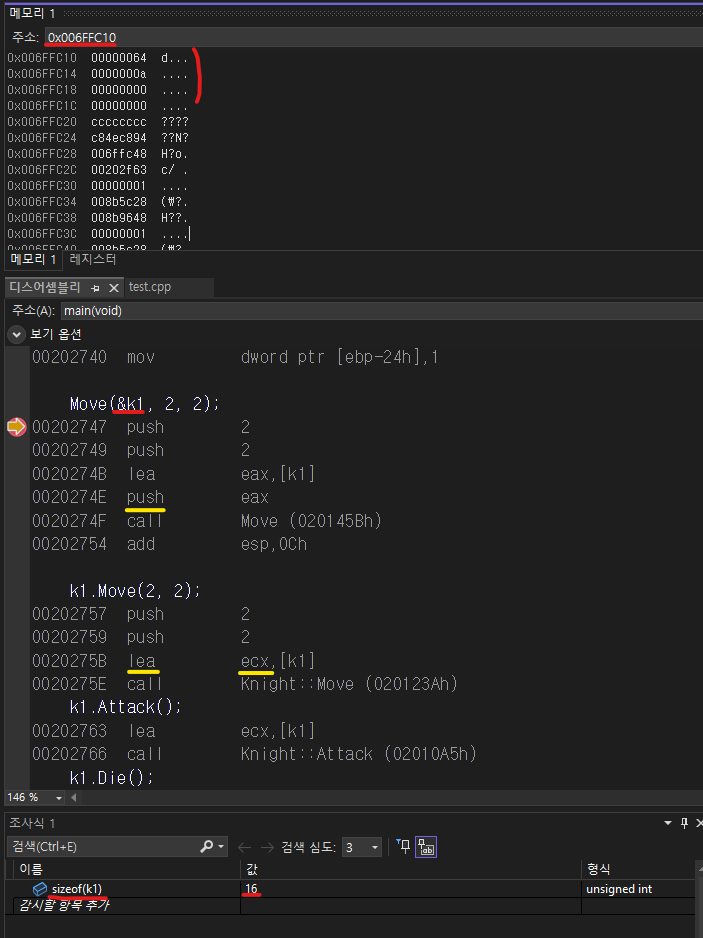 메모리 1
주소: 0x006FFC10
0x006FFC10 00000064 d...
0x006FFC14 0000000a ....
0x006FFC18 00000000 ....
0x006FFC1C 00000000 ....
0x006FFC20 cccccccc ????
0x006FFC24 c84ec894 ??N?
0x006FFC28 006ffc48 H?o.
0x006FFC2C 00202f63 c/ .
0x006FFC30 00000001 ....
0x006FFC34 008b5c28 (#?.
0x006FFC38 008b9648 H??.
0x006FFC3C 00000001 ....
0x006FFC40 008b5c28 (#?
메모리 1 레지스터
디스어셈블리 test.cpp
주소(A): main(void)
보기 옵션
00202740 mov dword ptr [ebp-24h],1
Move(&k1, 2, 2);
00202747 push 2
00202749 push 2
0020274B lea eax,[k1]
0020274E push eax
0020274F call Move (020145Bh)
00202754 add esp,0Ch
k1.Move(2, 2);
00202757 push 2
00202759 push 2
0020275B lea ecx,[k1]
0020275E call Knight::Move (020123Ah)
k1.Attack();
00202763 lea ecx,[k1]
00202766 call Knight::Attack (02010A5h)
k1.Die();
146 %
조사식 1
검색(Ctrl+E) 검색 심도: 3
이름 값 형식
sizeof(k1) 16 unsigned int
감시할 항목 추가